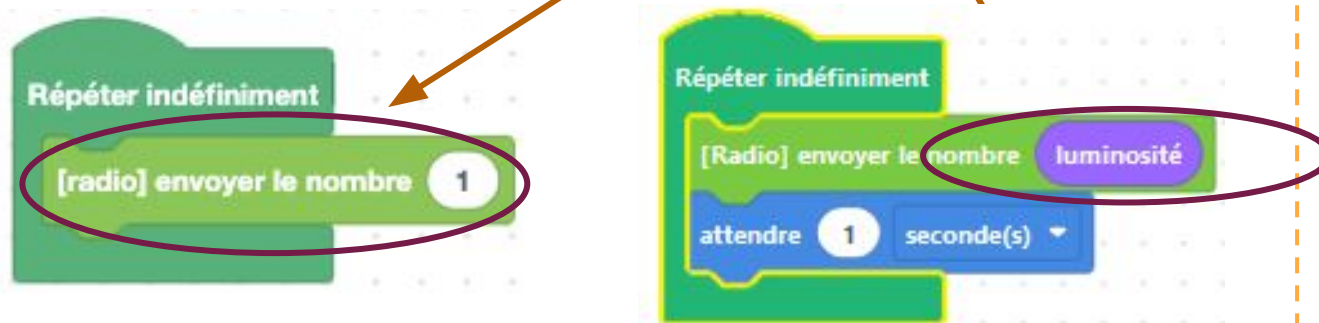 Répéter indéfiniment
[radio] envoyer le nombre 1
Répéter indéfiniment
[Radio] envoyer le nombre luminosité
attendre 1 seconde(s)